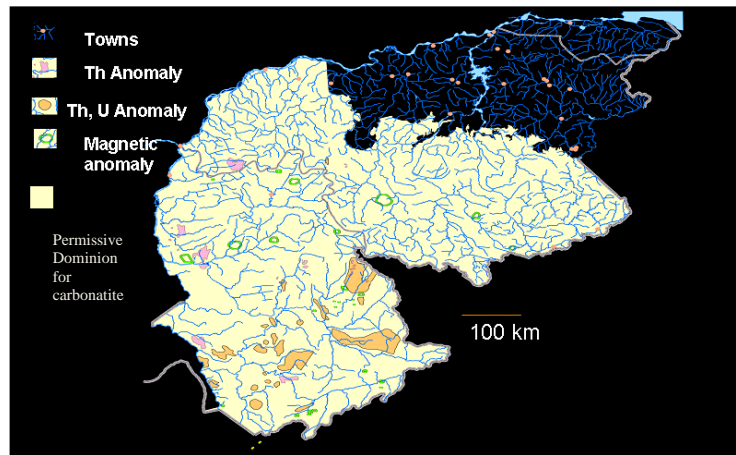 Towns
Th Anomaly
Th, U Anomaly
Magnetic
anomaly
Permissive
Dominion
for
carbonatite
100 km